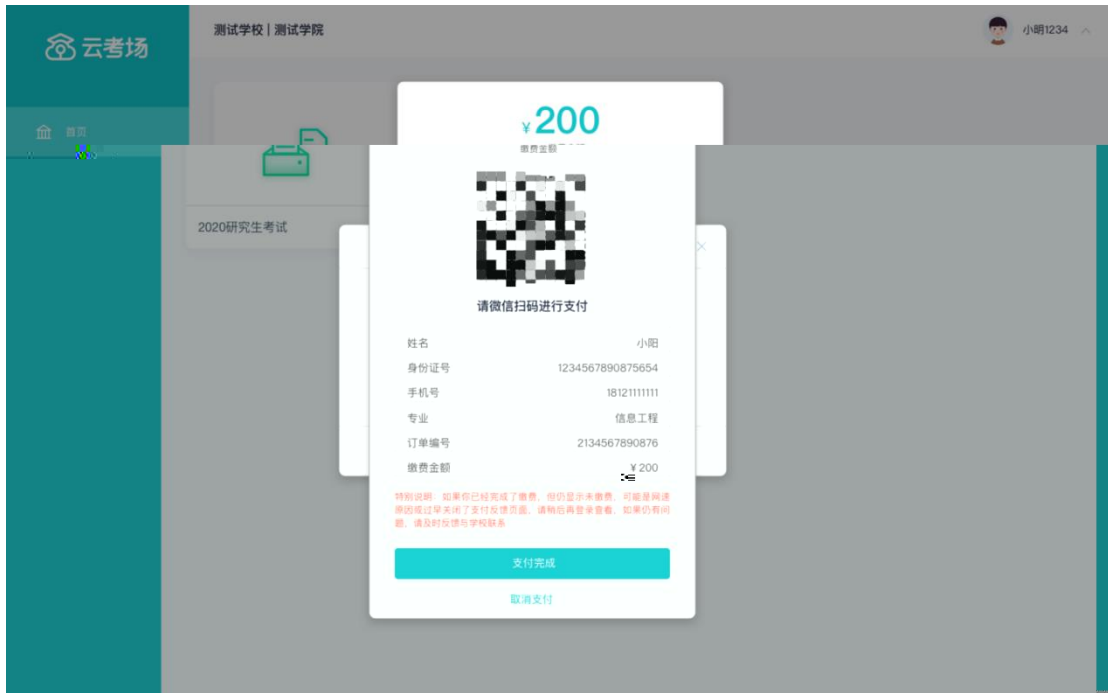 云考场
测试学校 | 测试学院
小明1234
首页
¥200
缴费金额
2020研究生考试
请微信扫码进行支付
姓名 小阳
身份证号 1234567890875654
手机号 18121111111
专业 信息工程
订单编号 2134567890876
缴费金额 ¥200
特别说明：如果你已经完成了缴费，但仍显示未缴费，可能是网速
原因或过早关闭了支付反馈页面，请稍后再登录查看，如果仍有问
题，请及时反馈与学校联系
支付完成
取消支付